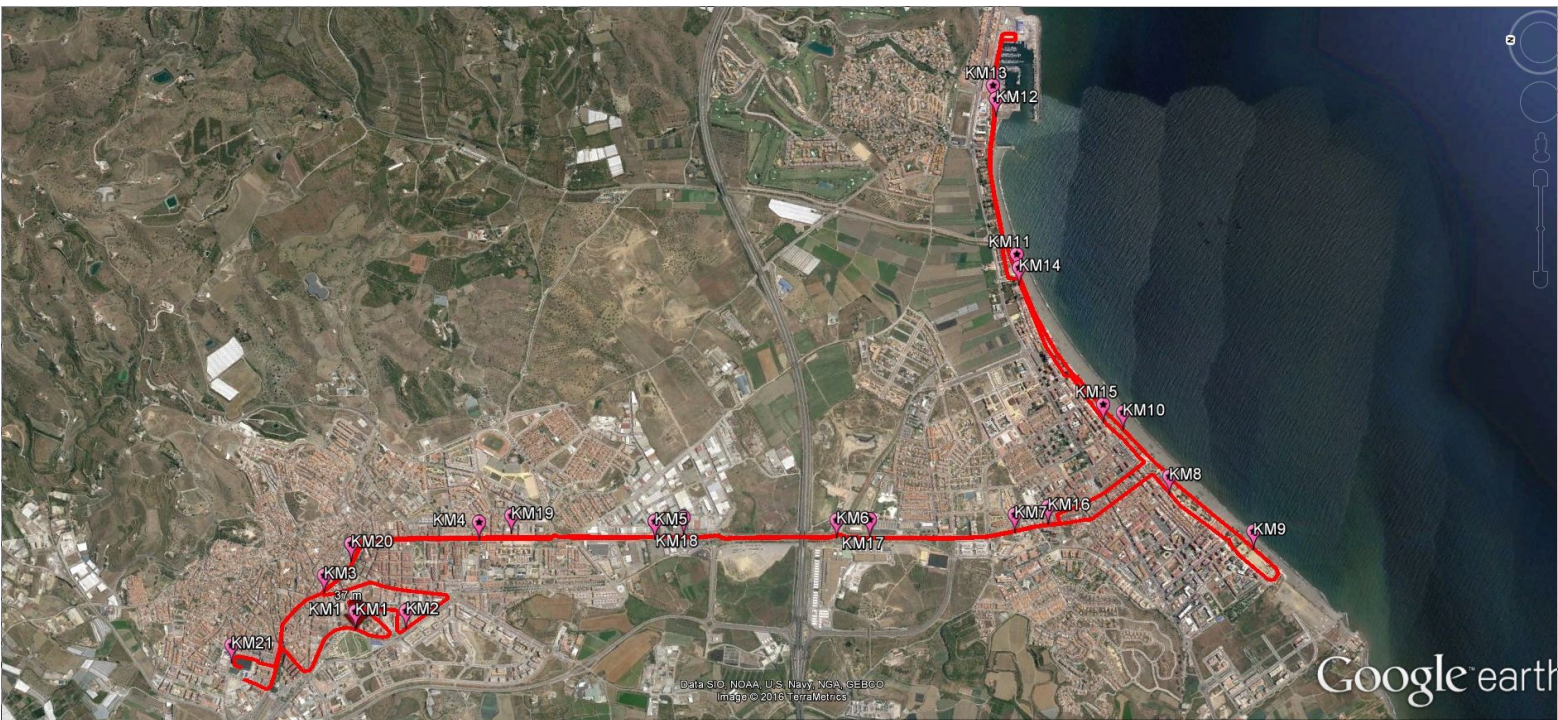 KM13
KM12
N
KM11
KM14
KM15
KM10
KM8
KM9
KM7
KM16
KM6
KM17
KM5
KM18
KM4
KM19
KM20
KM3
37 m
KM1
KM1
KM2
KM21
Data SIO, NOAA, U.S. Navy, NGA, GEBCO
Image © 2016 TerraMetrics
Google earth